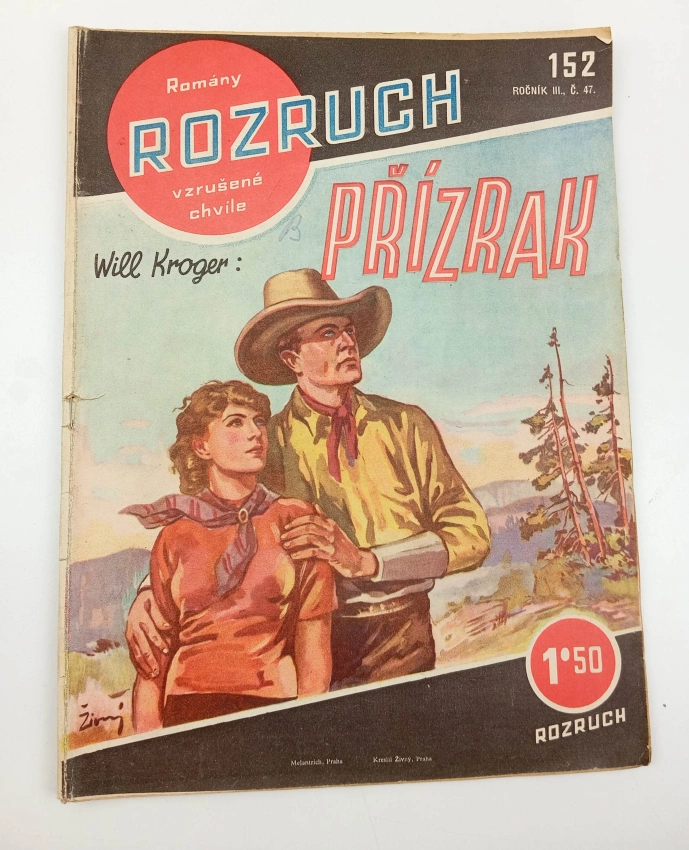 Romány
ROZRUCH
vzrušené
chvíle
152
ROČNÍK III., Č. 47.
PŘÍZRAK
Will Kroger:
B
Živný
1•50
ROZRUCH
Melantrich, Praha
Kreslil Živný, Praha